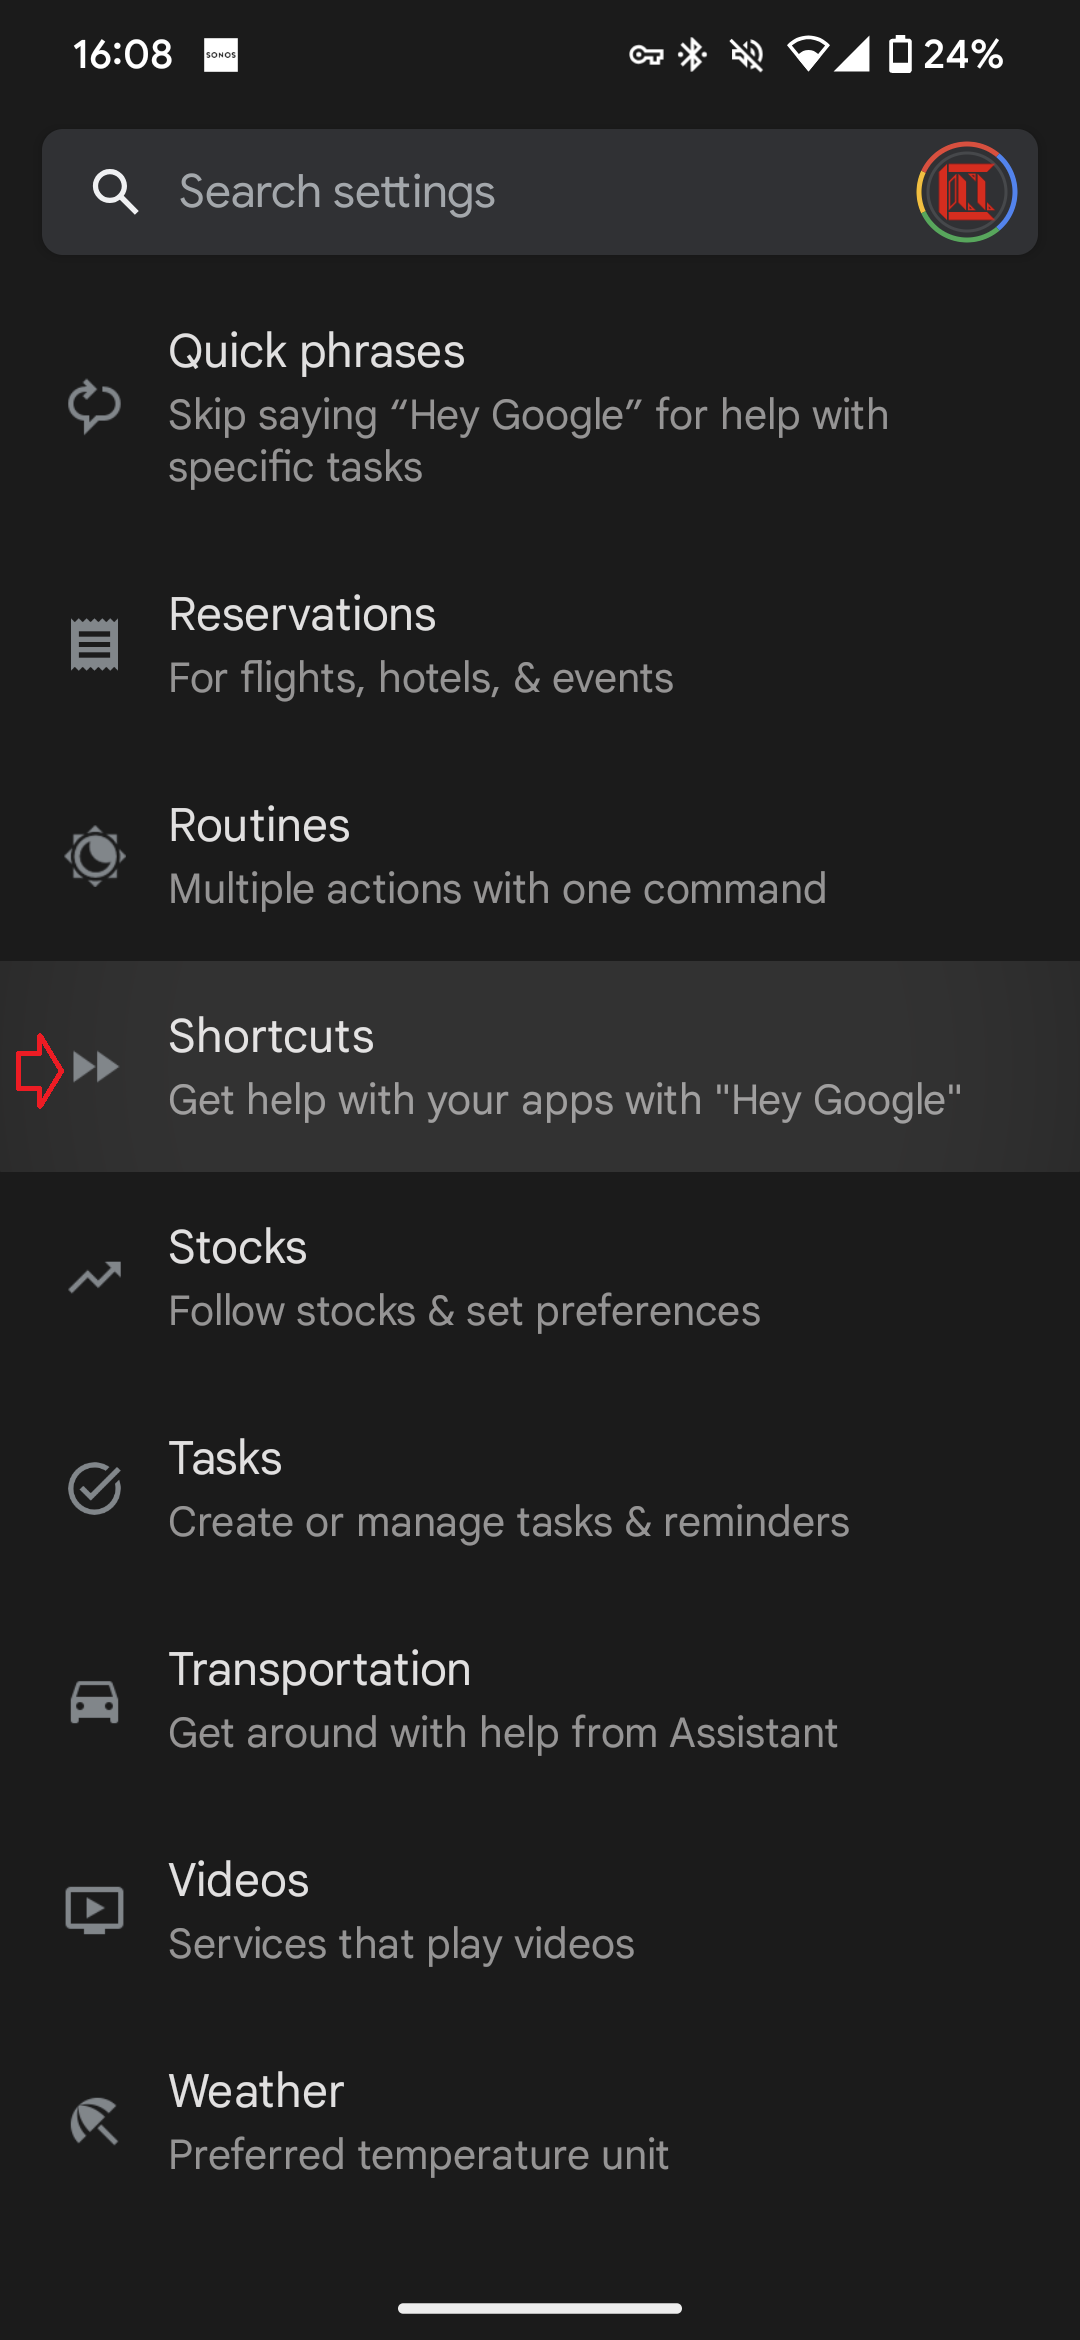 16:08 SONOS 24%
Search settings
Quick phrases
Skip saying “Hey Google” for help with
specific tasks
Reservations
For flights, hotels, & events
Routines
Multiple actions with one command
Shortcuts
Get help with your apps with "Hey Google"
Stocks
Follow stocks & set preferences
Tasks
Create or manage tasks & reminders
Transportation
Get around with help from Assistant
Videos
Services that play videos
Weather
Preferred temperature unit